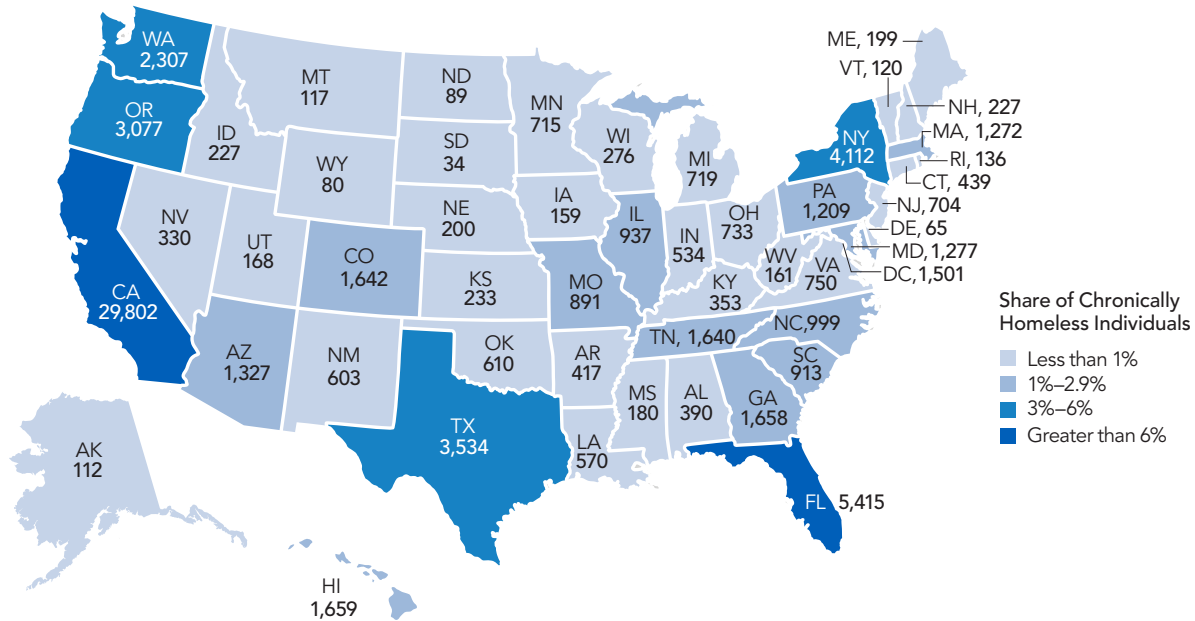 WA
2,307
OR
3,077
CA
29,802
ID
227
NV
330
MT
117
WY
80
UT
168
AZ
1,327
CO
1,642
NM
603
ND
89
SD
34
NE
200
KS
233
OK
610
TX
3,534
MN
715
IA
159
MO
891
AR
417
LA
570
WI
276
IL
937
MI
719
IN
534
OH
733
KY
353
TN, 1,640
MS
180
AL
390
GA
1,658
FL 5,415
SC
913
NC,999
VA
750
WV
161
PA
1,209
NY
4,112
ME, 199
VT, 120
NH, 227
MA, 1,272
RI, 136
CT, 439
NJ, 704
DE, 65
MD, 1,277
DC,1,501
AK
112
HI
1,659
Share of Chronically
Homeless Individuals
Less than 1%
1%–2.9%
3%–6%
Greater than 6%